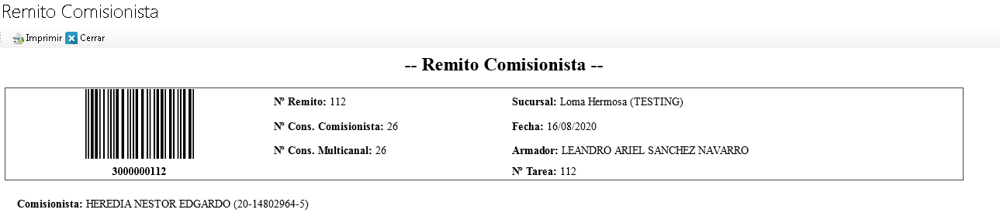 Remito Comisionista
Imprimir Cerrar
-- Remito Comisionista --
Nº Remito: 112 Sucursal: Loma Hermosa (TESTING)
Nº Cons. Comisionista: 26 Fecha: 16/08/2020
Nº Cons. Multicanal: 26 Armador: LEANDRO ARIEL SANCHEZ NAVARRO
3000000112 Nº Tarea: 112
Comisionista: HEREDIA NESTOR EDGARDO (20-14802964-5)